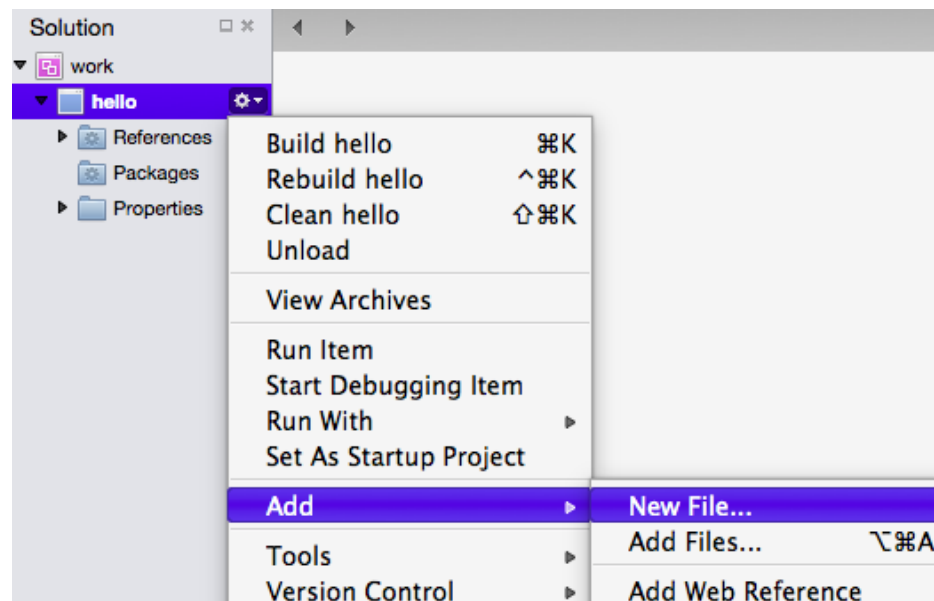 Solution
work
hello
References
Packages
Properties
Build hello ⌘K
Rebuild hello ^⌘K
Clean hello ⇧⌘K
Unload
View Archives
Run Item
Start Debugging Item
Run With
Set As Startup Project
Add
Tools
Version Control
New File...
Add Files... ⌥⌘A
Add Web Reference